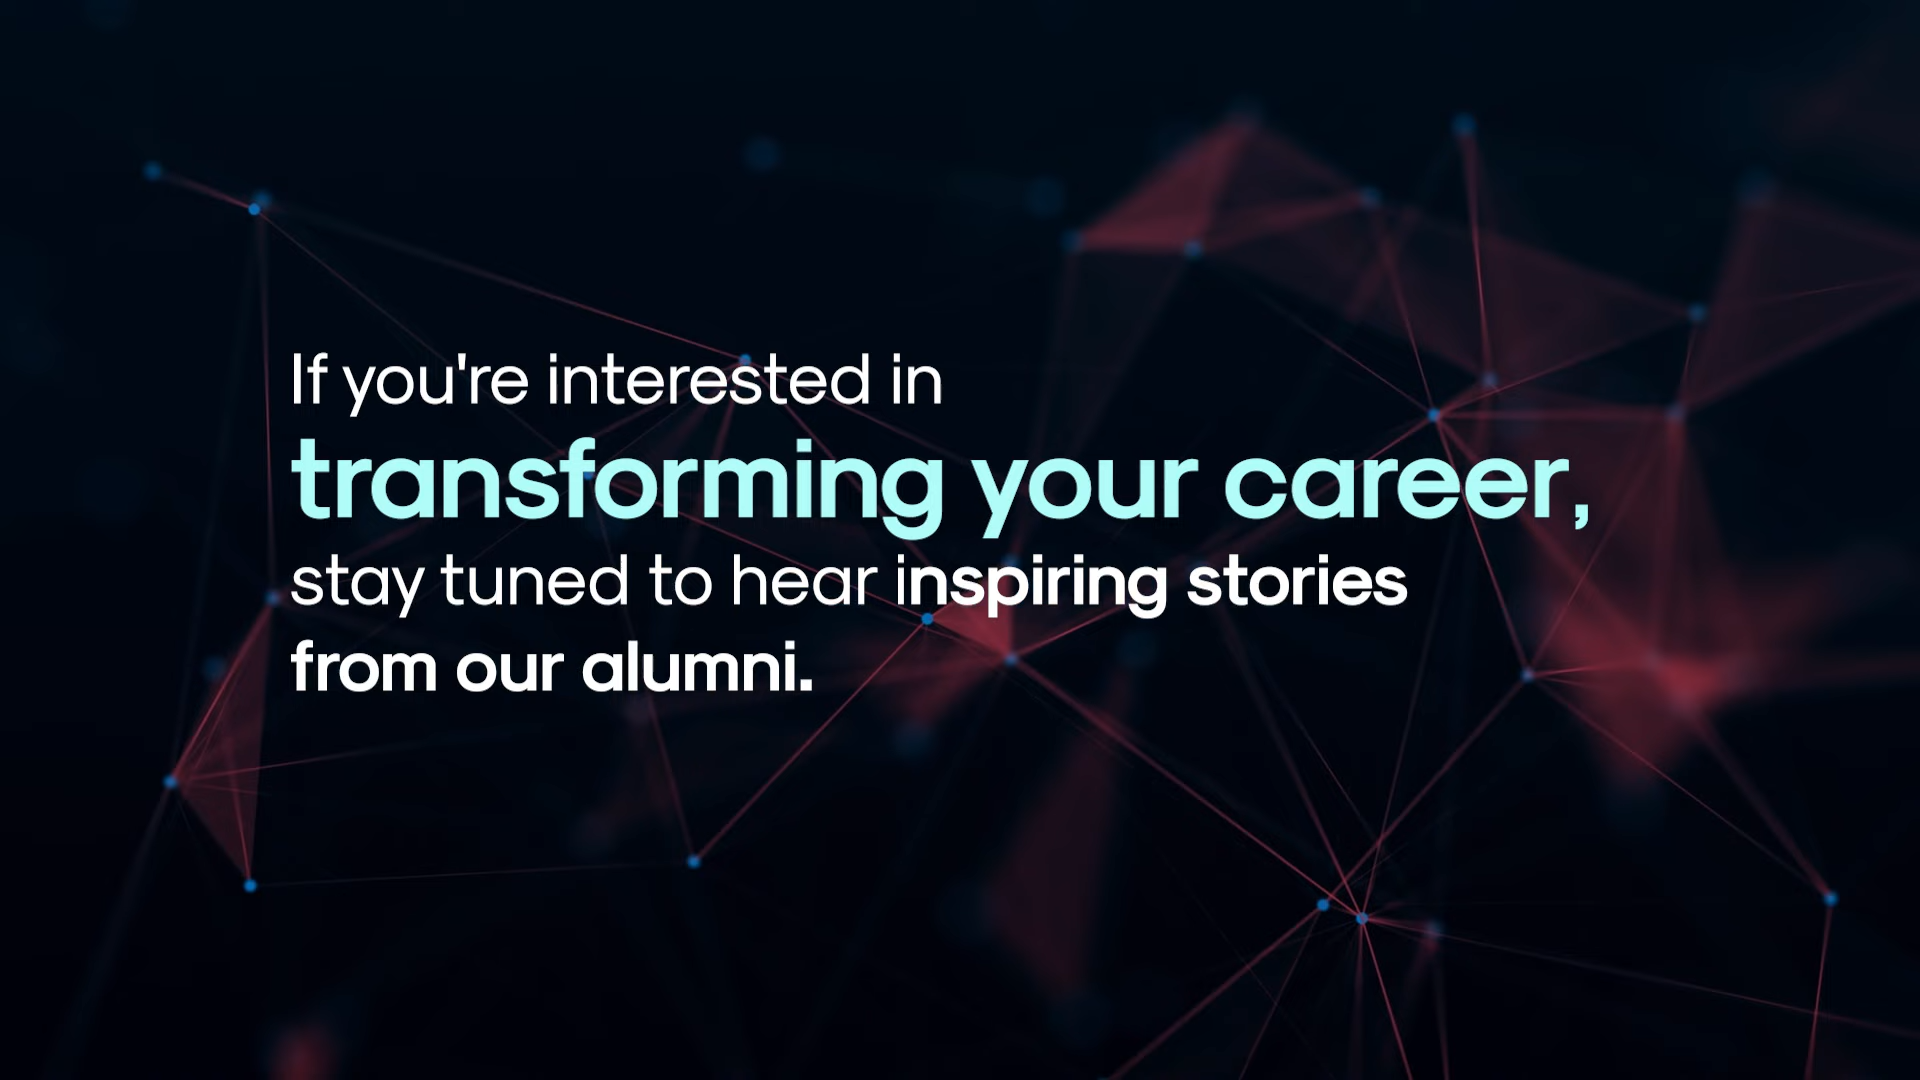 If you're interested in
transforming your career,
stay tuned to hear inspiring stories
from our alumni.